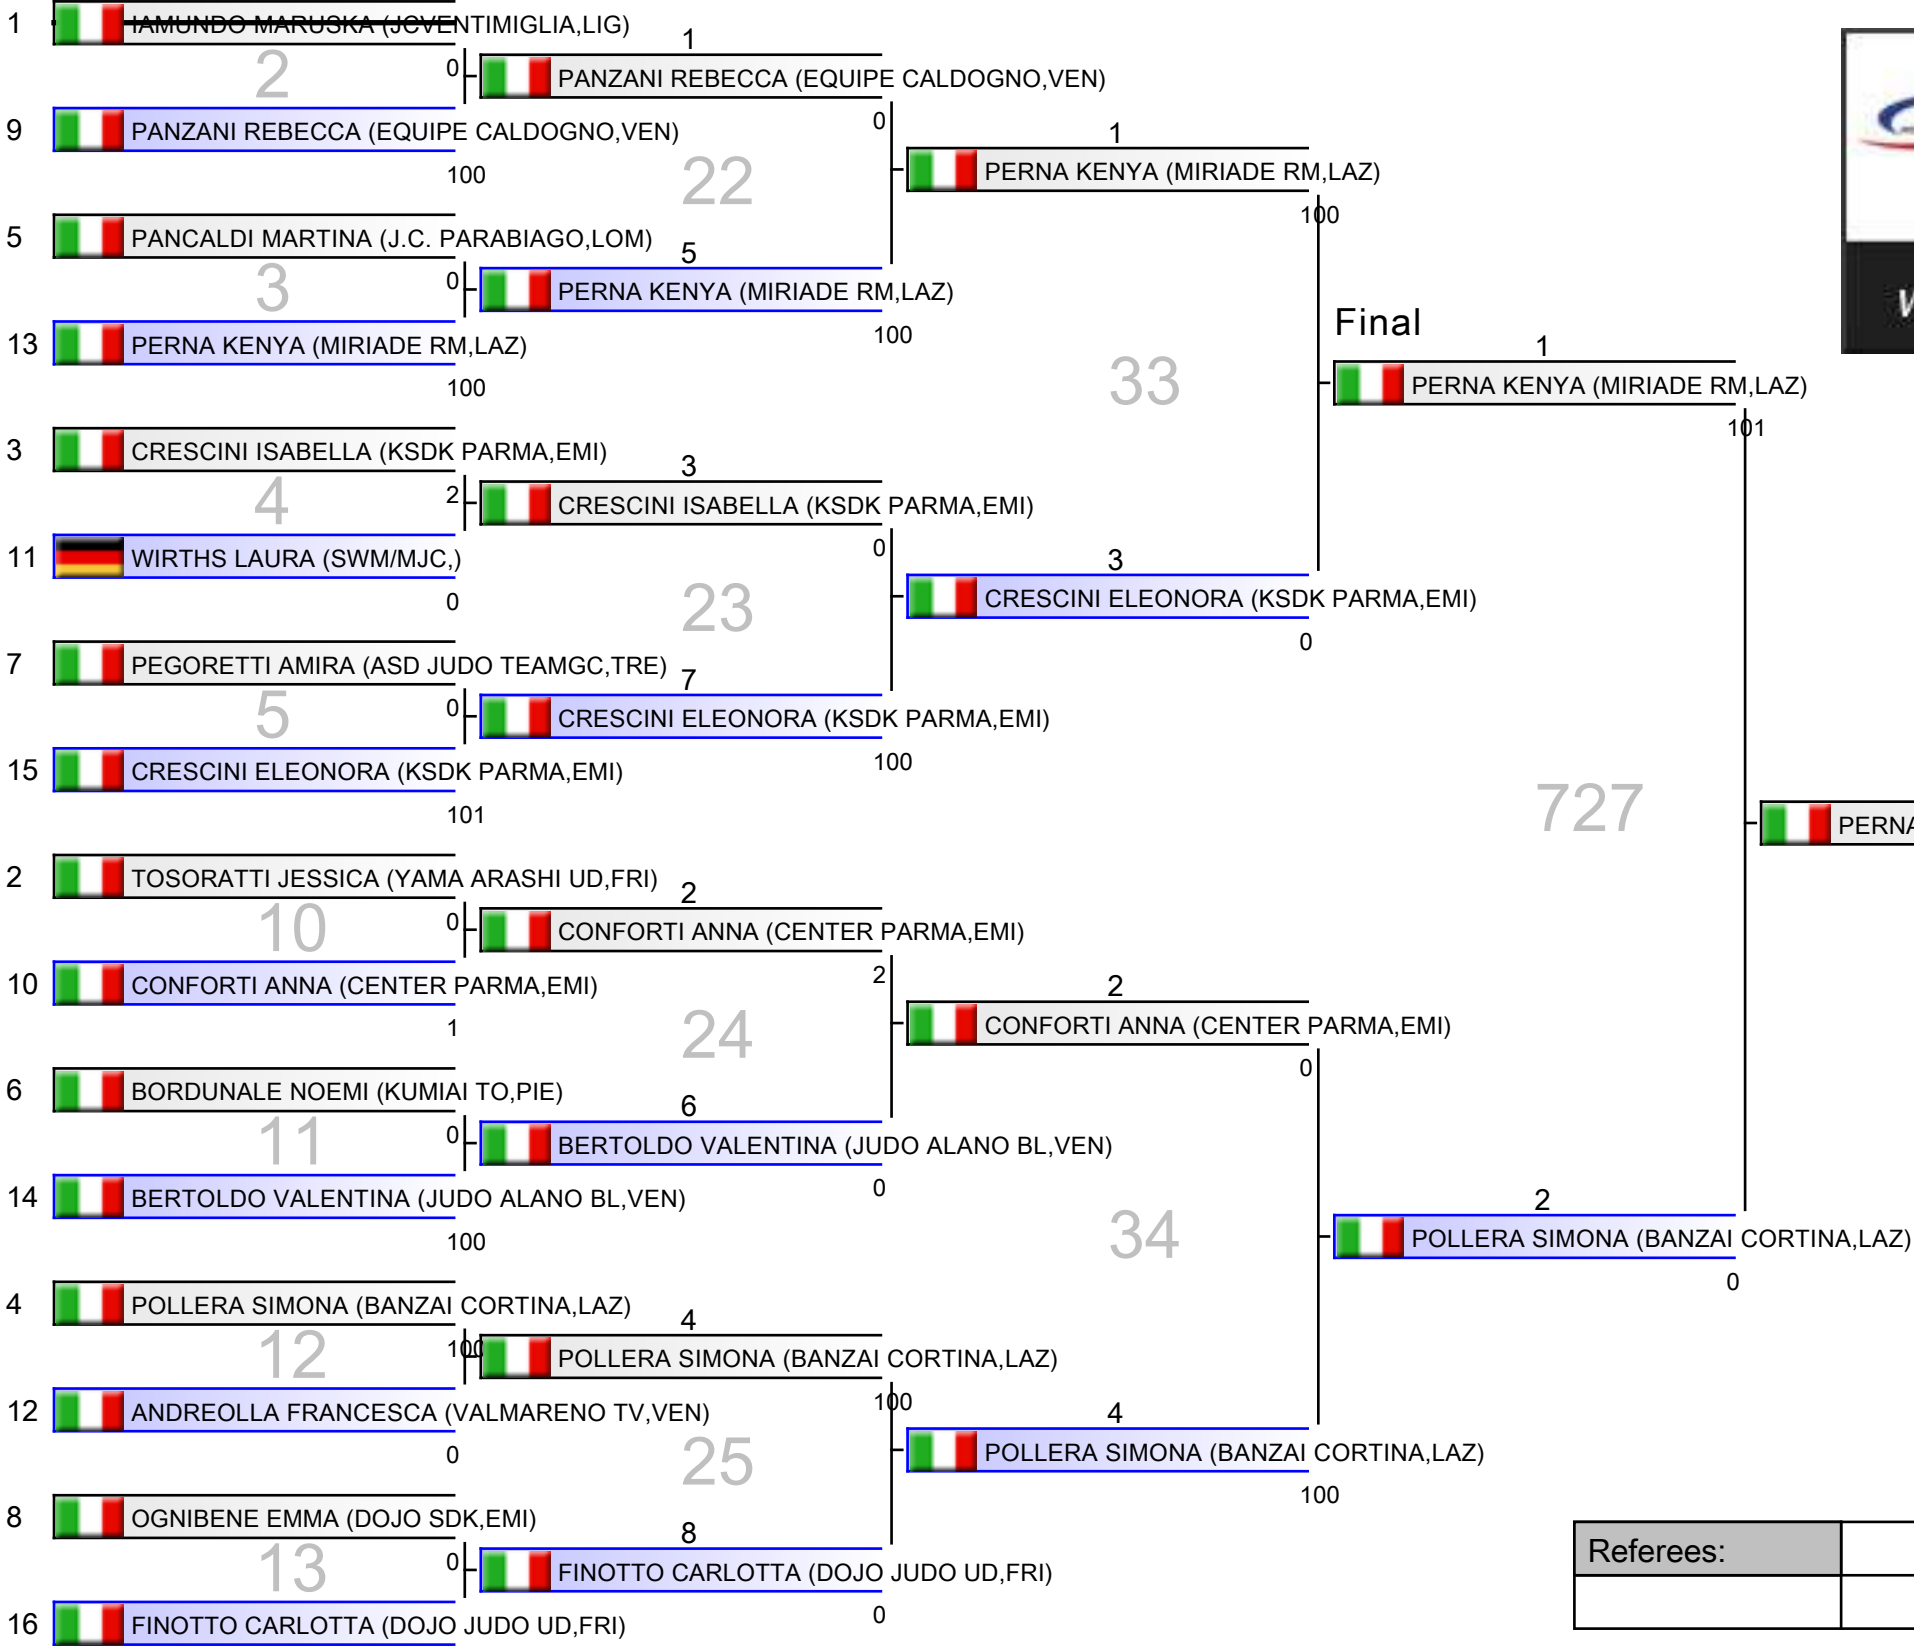 1 IAMUNDO MARUSKA (JCVENTIMIGLIA,LIG)
2
0
9 PANZANI REBECCA (EQUIPE CALDOGNO,VEN)
100
5 PANCALDI MARTINA (J.C. PARABIAGO,LOM)
3
0
13 PERNA KENYA (MIRIADE RM,LAZ)
100
3 CRESCINI ISABELLA (KSDK PARMA,EMI)
4
2
11 WIRTHS LAURA (SWM/MJC,)
0
7 PEGORETTI AMIRA (ASD JUDO TEAMGC,TRE)
5
0
15 CRESCINI ELEONORA (KSDK PARMA,EMI)
101
2 TOSORATTI JESSICA (YAMA ARASHI UD,FRI)
10
0
10 CONFORTI ANNA (CENTER PARMA,EMI)
1
6 BORDUNALE NOEMI (KUMIAI TO,PIE)
11
0
14 BERTOLDO VALENTINA (JUDO ALANO BL,VEN)
100
4 POLLERA SIMONA (BANZAI CORTINA,LAZ)
12
100
12 ANDREOLLA FRANCESCA (VALMARENO TV,VEN)
0
8 OGNIBENE EMMA (DOJO SDK,EMI)
13
0
16 FINOTTO CARLOTTA (DOJO JUDO UD,FRI)
1
PANZANI REBECCA (EQUIPE CALDOGNO,VEN)
0
22
5
PERNA KENYA (MIRIADE RM,LAZ)
100
3
CRESCINI ISABELLA (KSDK PARMA,EMI)
0
23
7
CRESCINI ELEONORA (KSDK PARMA,EMI)
100
2
CONFORTI ANNA (CENTER PARMA,EMI)
2
24
6
BERTOLDO VALENTINA (JUDO ALANO BL,VEN)
0
4
POLLERA SIMONA (BANZAI CORTINA,LAZ)
100
25
8
FINOTTO CARLOTTA (DOJO JUDO UD,FRI)
0
1
PERNA KENYA (MIRIADE RM,LAZ)
100
33
3
CRESCINI ELEONORA (KSDK PARMA,EMI)
0
2
CONFORTI ANNA (CENTER PARMA,EMI)
0
34
4
POLLERA SIMONA (BANZAI CORTINA,LAZ)
100
Final
1
PERNA KENYA (MIRIADE RM,LAZ)
101
727
2
POLLERA SIMONA (BANZAI CORTINA,LAZ)
0
PERNA
Referees: